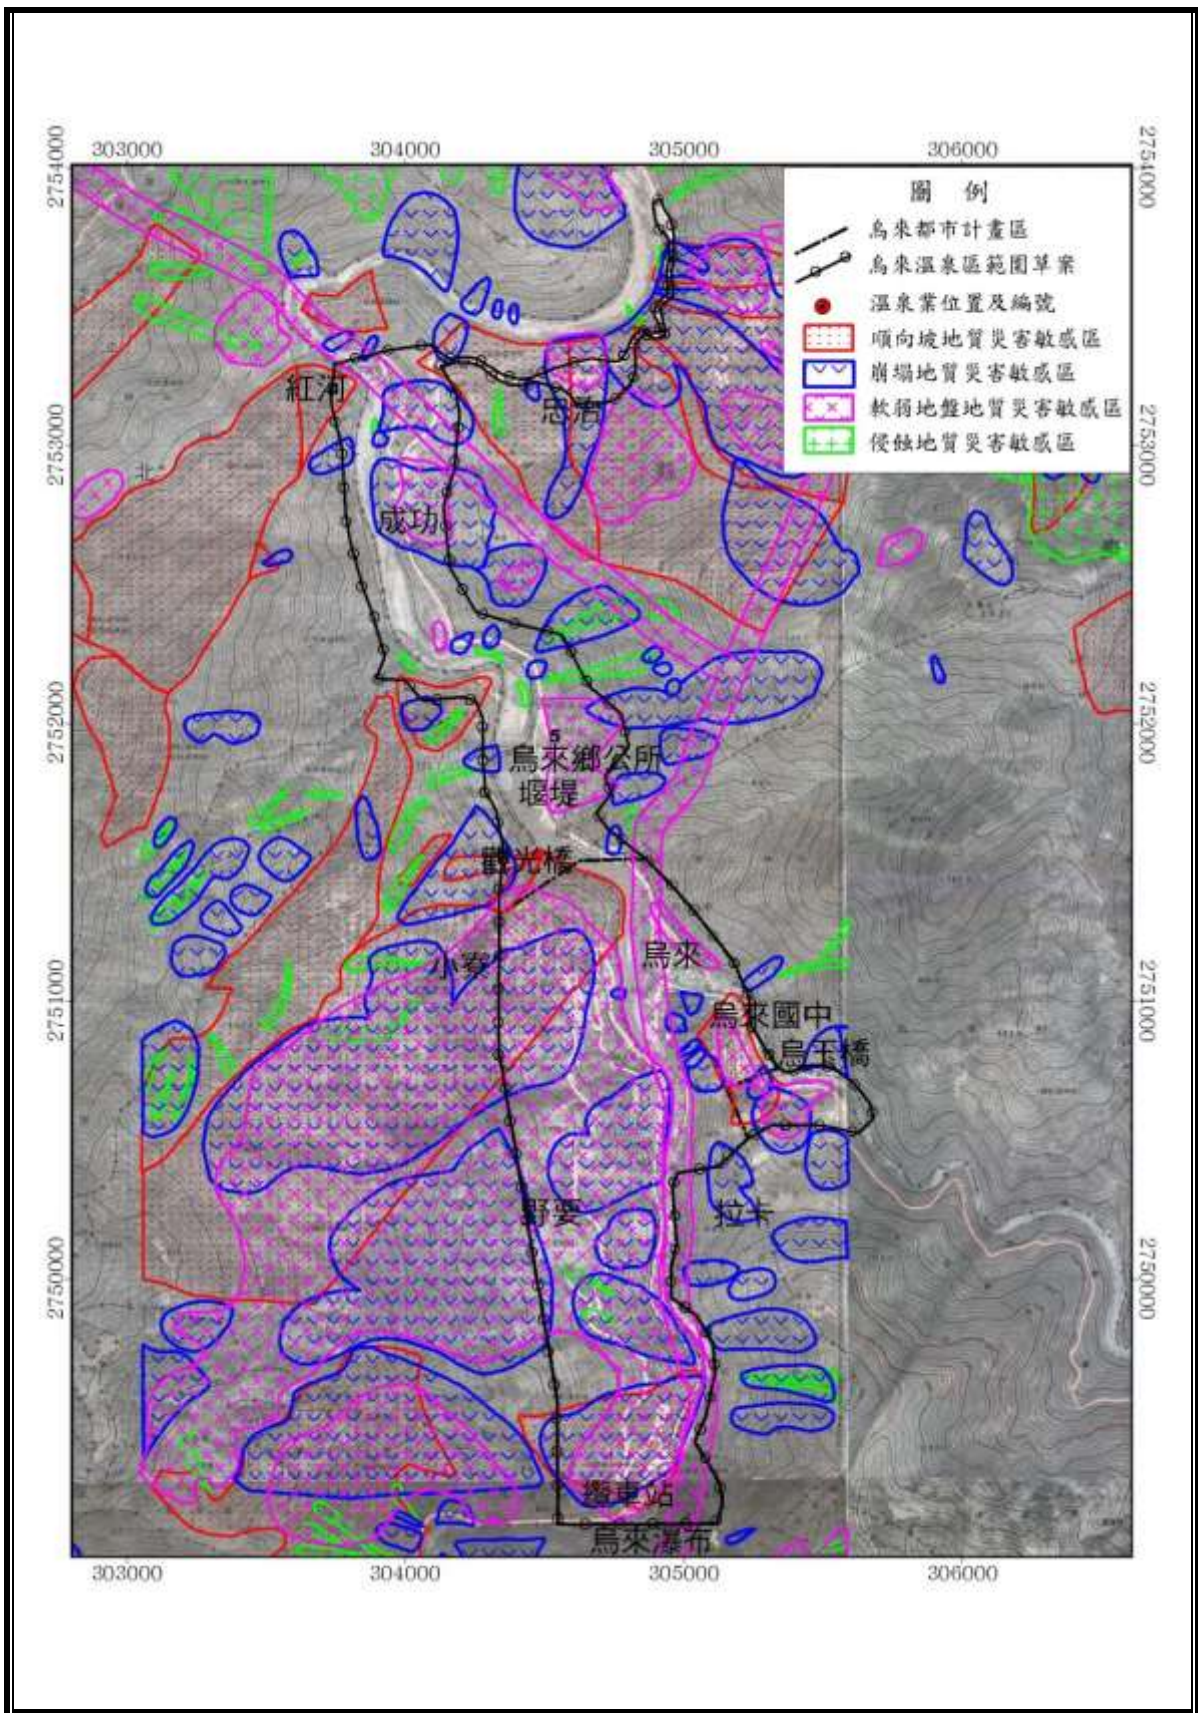 303000 304000 305000 306000
2754000
2754000
圖 例
烏來都市計畫區
烏來溫泉區範圍草案
溫泉業位置及編號
順向坡地質災害敏感區
崩塌地質災害敏感區
軟弱地盤地質災害敏感區
侵蝕地質災害敏感區
紅河
忠治
2753000
2753000
北
成功
2752000
2752000
5
烏來鄉公所
堰堤
觀光橋
小寮
烏來
2751000
2751000
烏來國中
烏玉橋
野要
拉卡
2750000
2750000
纜車站
烏來瀑布
303000 304000 305000 306000